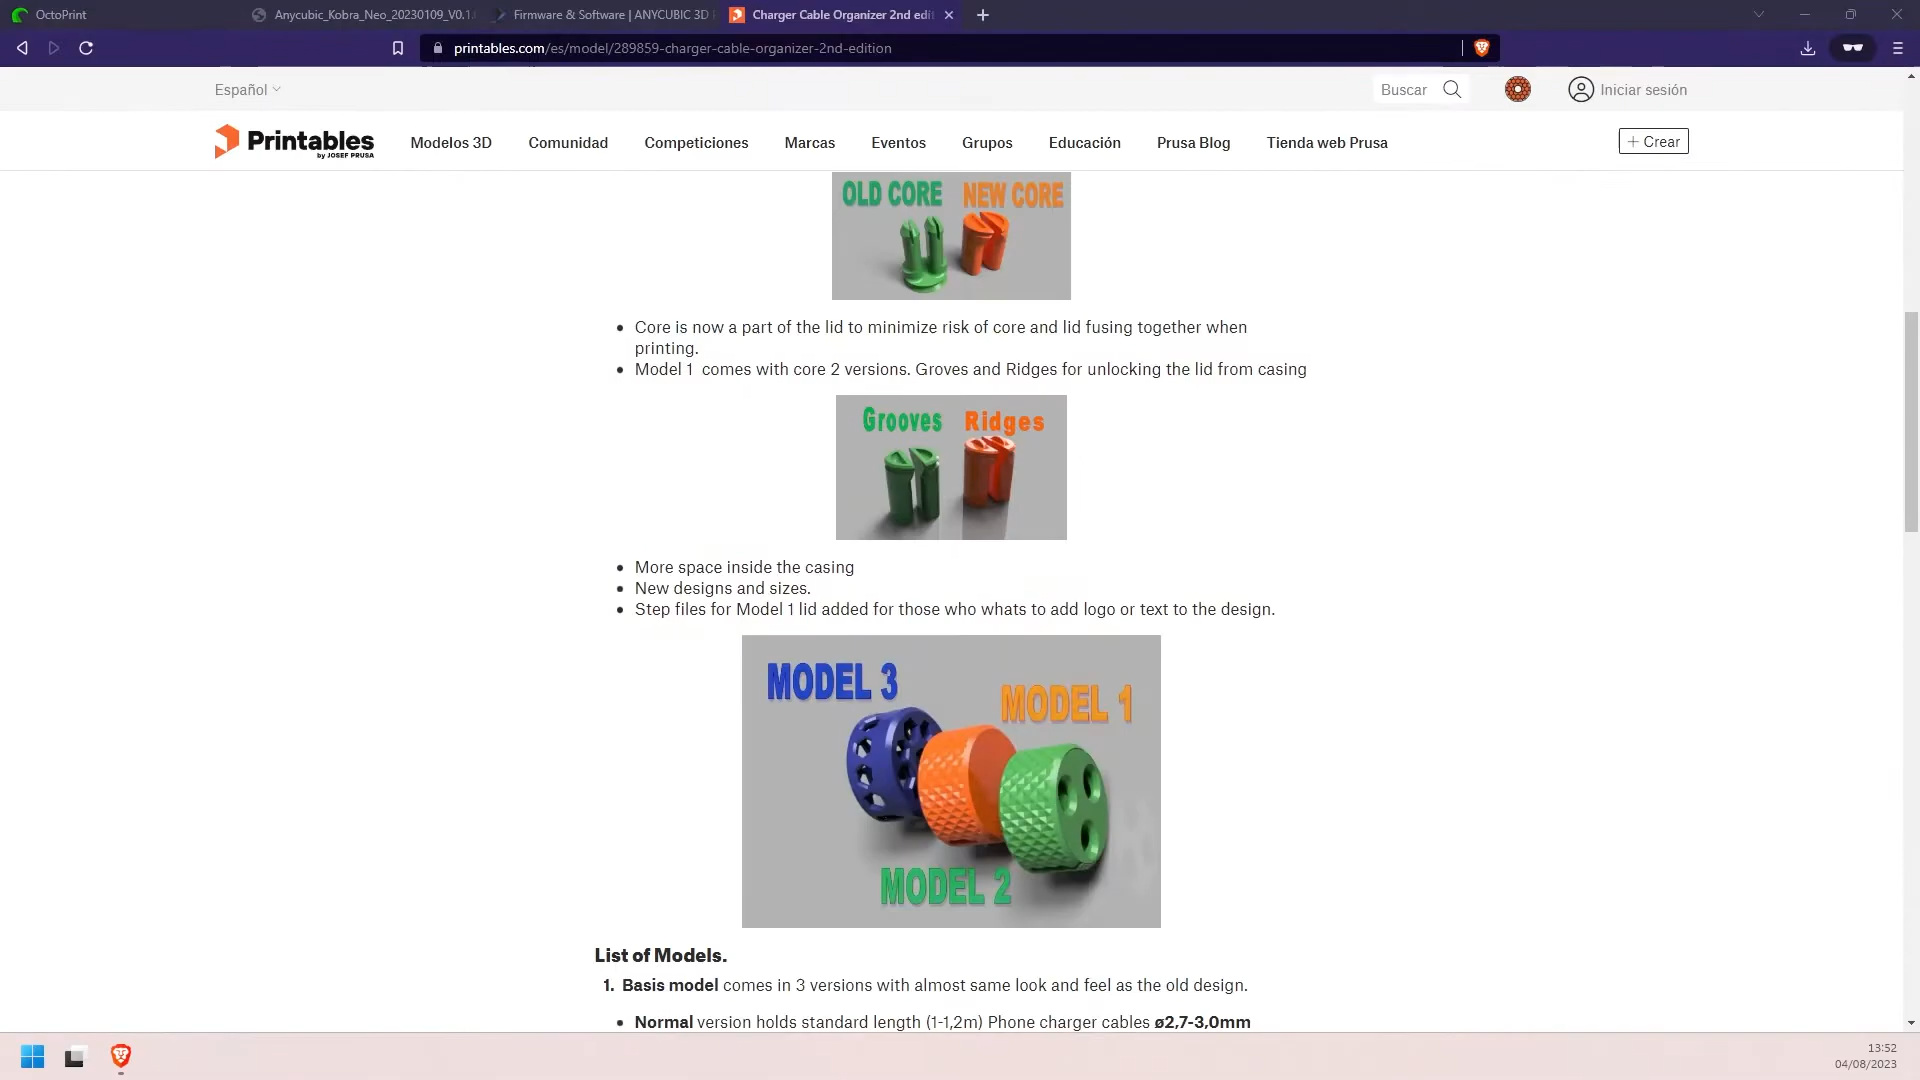 OctoPrint
Anycubic_Kobra_Neo_20230109_V0.1.
Firmware & Software | ANYCUBIC 3D
Charger Cable Organizer 2nd edi
printables.com/es/model/289859-charger-cable-organizer-2nd-edition
Español
Buscar
Iniciar sesión
Printables
by JOSEF PRUSA
Modelos 3D
Comunidad
Competiciones
Marcas
Eventos
Grupos
Educación
Prusa Blog
Tienda web Prusa
+ Crear
OLD CORE NEW CORE
• Core is now a part of the lid to minimize risk of core and lid fusing together when
printing.
• Model 1  comes with core 2 versions. Groves and Ridges for unlocking the lid from casing
Grooves Ridges
• More space inside the casing
• New designs and sizes.
• Step files for Model 1 lid added for those who whats to add logo or text to the design.
MODEL 3
MODEL 1
MODEL 2
List of Models.
1. Basis model comes in 3 versions with almost same look and feel as the old design.
• Normal version holds standard length (1-1,2m) Phone charger cables ø2,7-3,0mm
13:52
04/08/2023